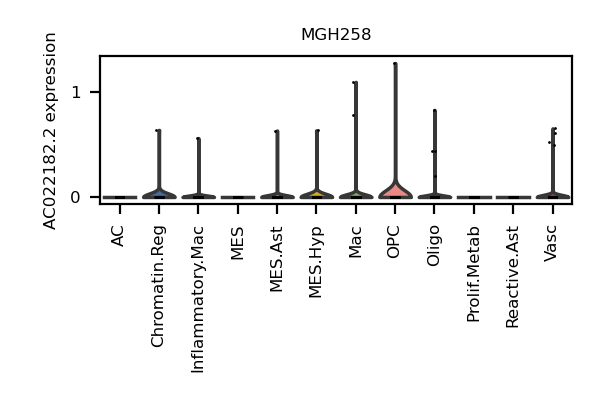 MGH258
AC022182.2 expression
1
0
AC
Chromatin.Reg
Inflammatory.Mac
MES
MES.Ast
MES.Hyp
Mac
OPC
Oligo
Prolif.Metab
Reactive.Ast
Vasc